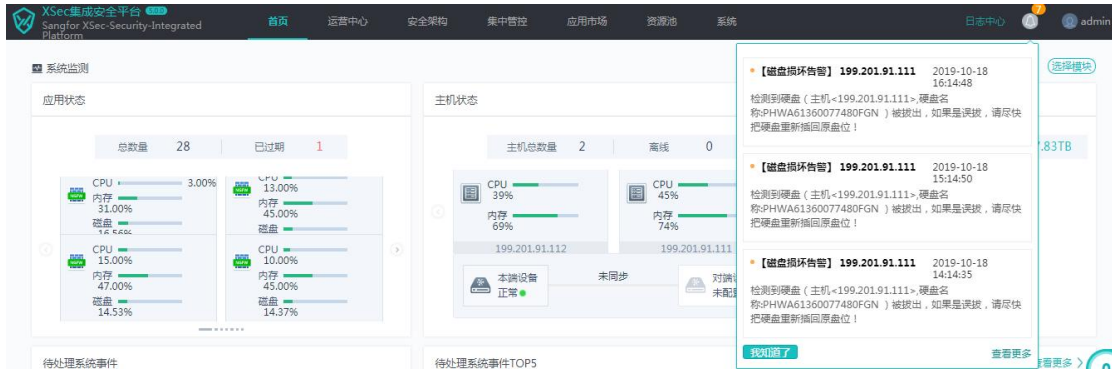 XSec集成安全平台 5.0.0
Sangfor XSec-Security-Integrated
Platform
首页 运营中心 安全架构 集中管控 应用市场 资源池 系统
日志中心 7 admin
系统监测
选择模块
应用状态
总数量 28 已过期 1
CPU 3.00%
内存
31.00%
磁盘
16.56%
CPU
13.00%
内存
45.00%
磁盘
CPU
15.00%
内存
47.00%
磁盘
14.53%
CPU
10.00%
内存
45.00%
磁盘
14.37%
主机状态
主机总数量 2 离线 0
CPU
39%
内存
69%
199.201.91.112
CPU
45%
内存
74%
199.201.91.111
本端设备
正常
未同步
对端
未配
.83TB
【磁盘损坏告警】 199.201.91.111 2019-10-18
16:14:48
检测到硬盘（主机<199.201.91.111>,硬盘名
称:PHWA61360077480FGN ）被拔出，如果是误拔，请尽快
把硬盘重新插回原盘位！
【磁盘损坏告警】 199.201.91.111 2019-10-18
15:14:50
检测到硬盘（主机<199.201.91.111>,硬盘名
称:PHWA61360077480FGN ）被拔出，如果是误拔，请尽快
把硬盘重新插回原盘位！
【磁盘损坏告警】 199.201.91.111 2019-10-18
14:14:35
检测到硬盘（主机<199.201.91.111>,硬盘名
称:PHWA61360077480FGN ）被拔出，如果是误拔，请尽快
把硬盘重新插回原盘位！
我知道了 查看更多
待处理系统事件
待处理系统事件TOP5
查看更多